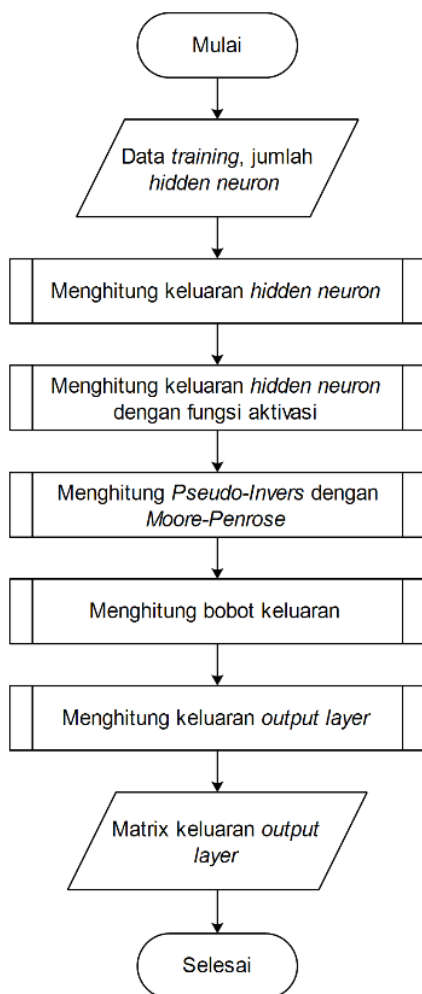 Mulai
Data training, jumlah
hidden neuron
Menghitung keluaran hidden neuron
Menghitung keluaran hidden neuron
dengan fungsi aktivasi
Menghitung Pseudo-Invers dengan
Moore-Penrose
Menghitung bobot keluaran
Menghitung keluaran output layer
Matrix keluaran output
layer
Selesai